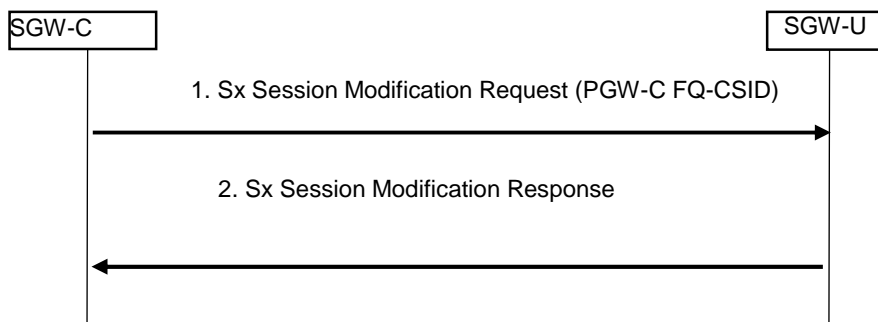 SGW-C
SGW-U
1. Sx Session Modification Request (PGW-C FQ-CSID)
2. Sx Session Modification Response